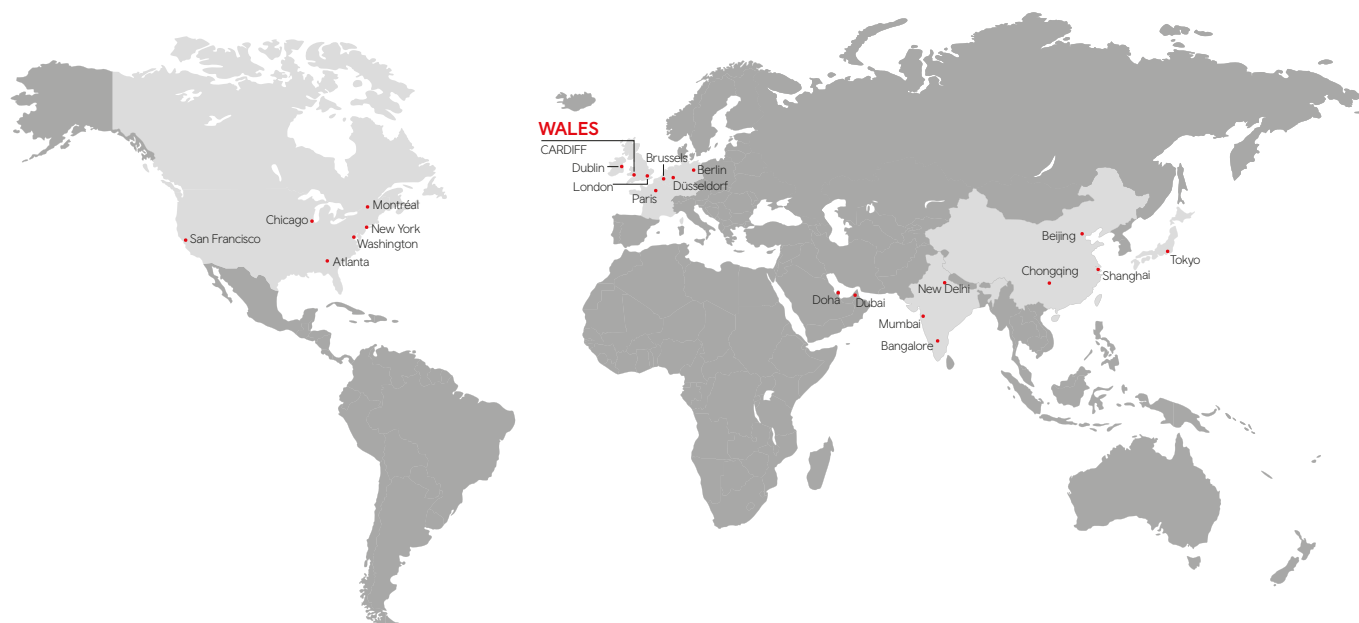 WALES
CARDIFF
Dublin
London
Brussels
Berlin
Düsseldorf
Paris
Montréal
Chicago
New York
San Francisco
Washington
Atlanta
Beijing
Tokyo
Chongqing
Shanghai
New Delhi
Doha
Dubai
Mumbai
Bangalore